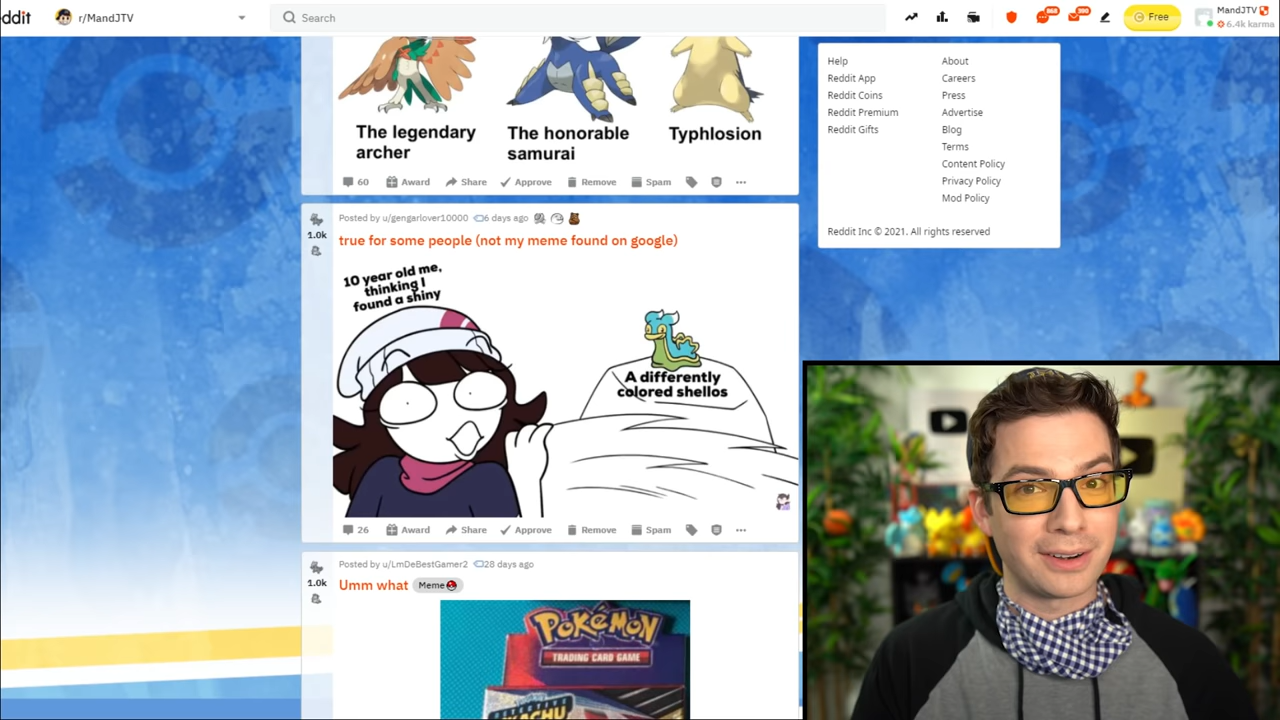 ddit
r/MandJTV
Search
868
390
Free
MandJTV
6.4k karma
The legendary
archer
The honorable
samurai
Typhlosion
60
Award
Share
Approve
Remove
Spam
Help
Reddit App
Reddit Coins
Reddit Premium
Reddit Gifts
About
Careers
Press
Advertise
Blog
Terms
Content Policy
Privacy Policy
Mod Policy
Reddit Inc © 2021. All rights reserved
1.0k
Posted by u/gengarlover10000 6 days ago
true for some people (not my meme found on google)
10 year old me,
thinking I
found a shiny
A differently
colored shellos
26
Award
Share
Approve
Remove
Spam
1.0k
Posted by u/LmDeBestGamer2 28 days ago
Umm what Meme
POKéMON
TRADING CARD GAME
DETECTIVE
PIKACHU